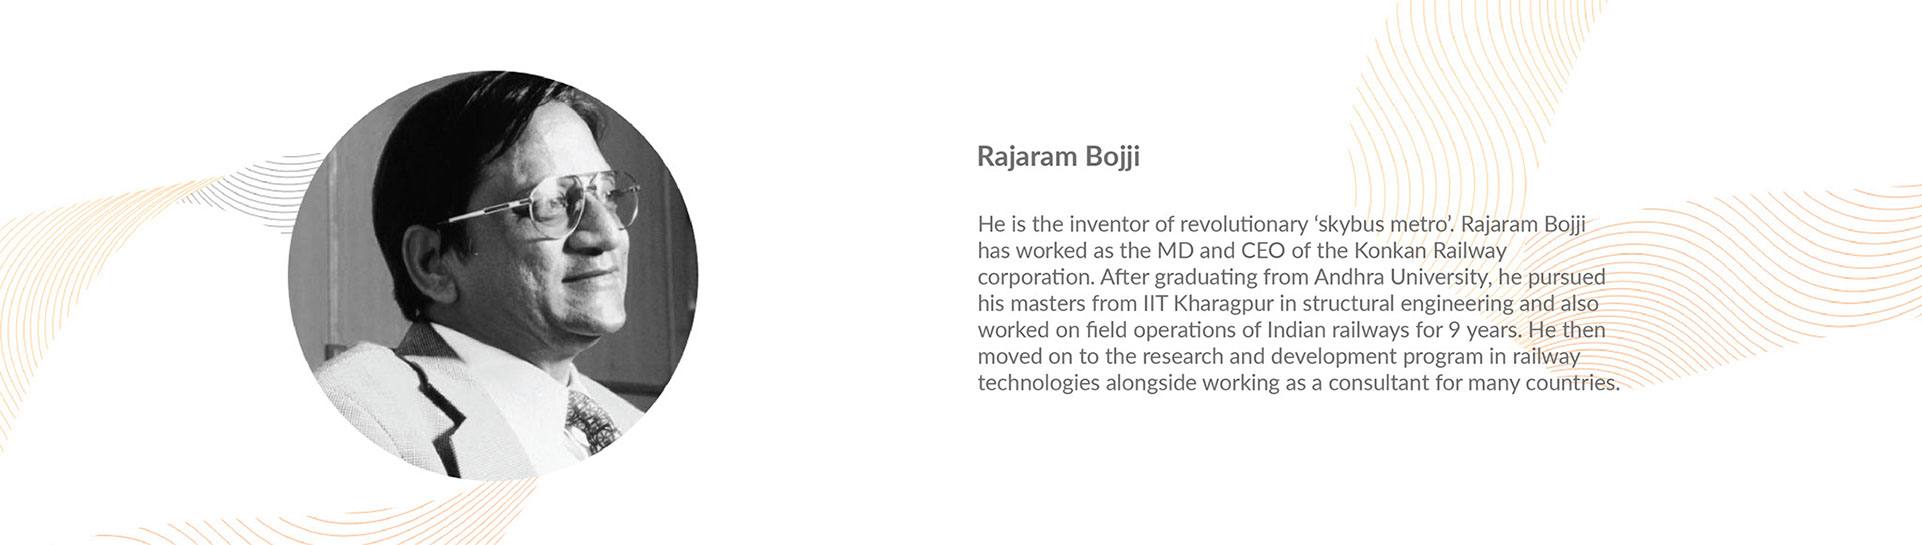 Rajaram Bojji
He is the inventor of revolutionary ‘skybus metro’. Rajaram Bojji
has worked as the MD and CEO of the Konkan Railway
corporation. After graduating from Andhra University, he pursued
his masters from IIT Kharagpur in structural engineering and also
worked on field operations of Indian railways for 9 years. He then
moved on to the research and development program in railway
technologies alongside working as a consultant for many countries.